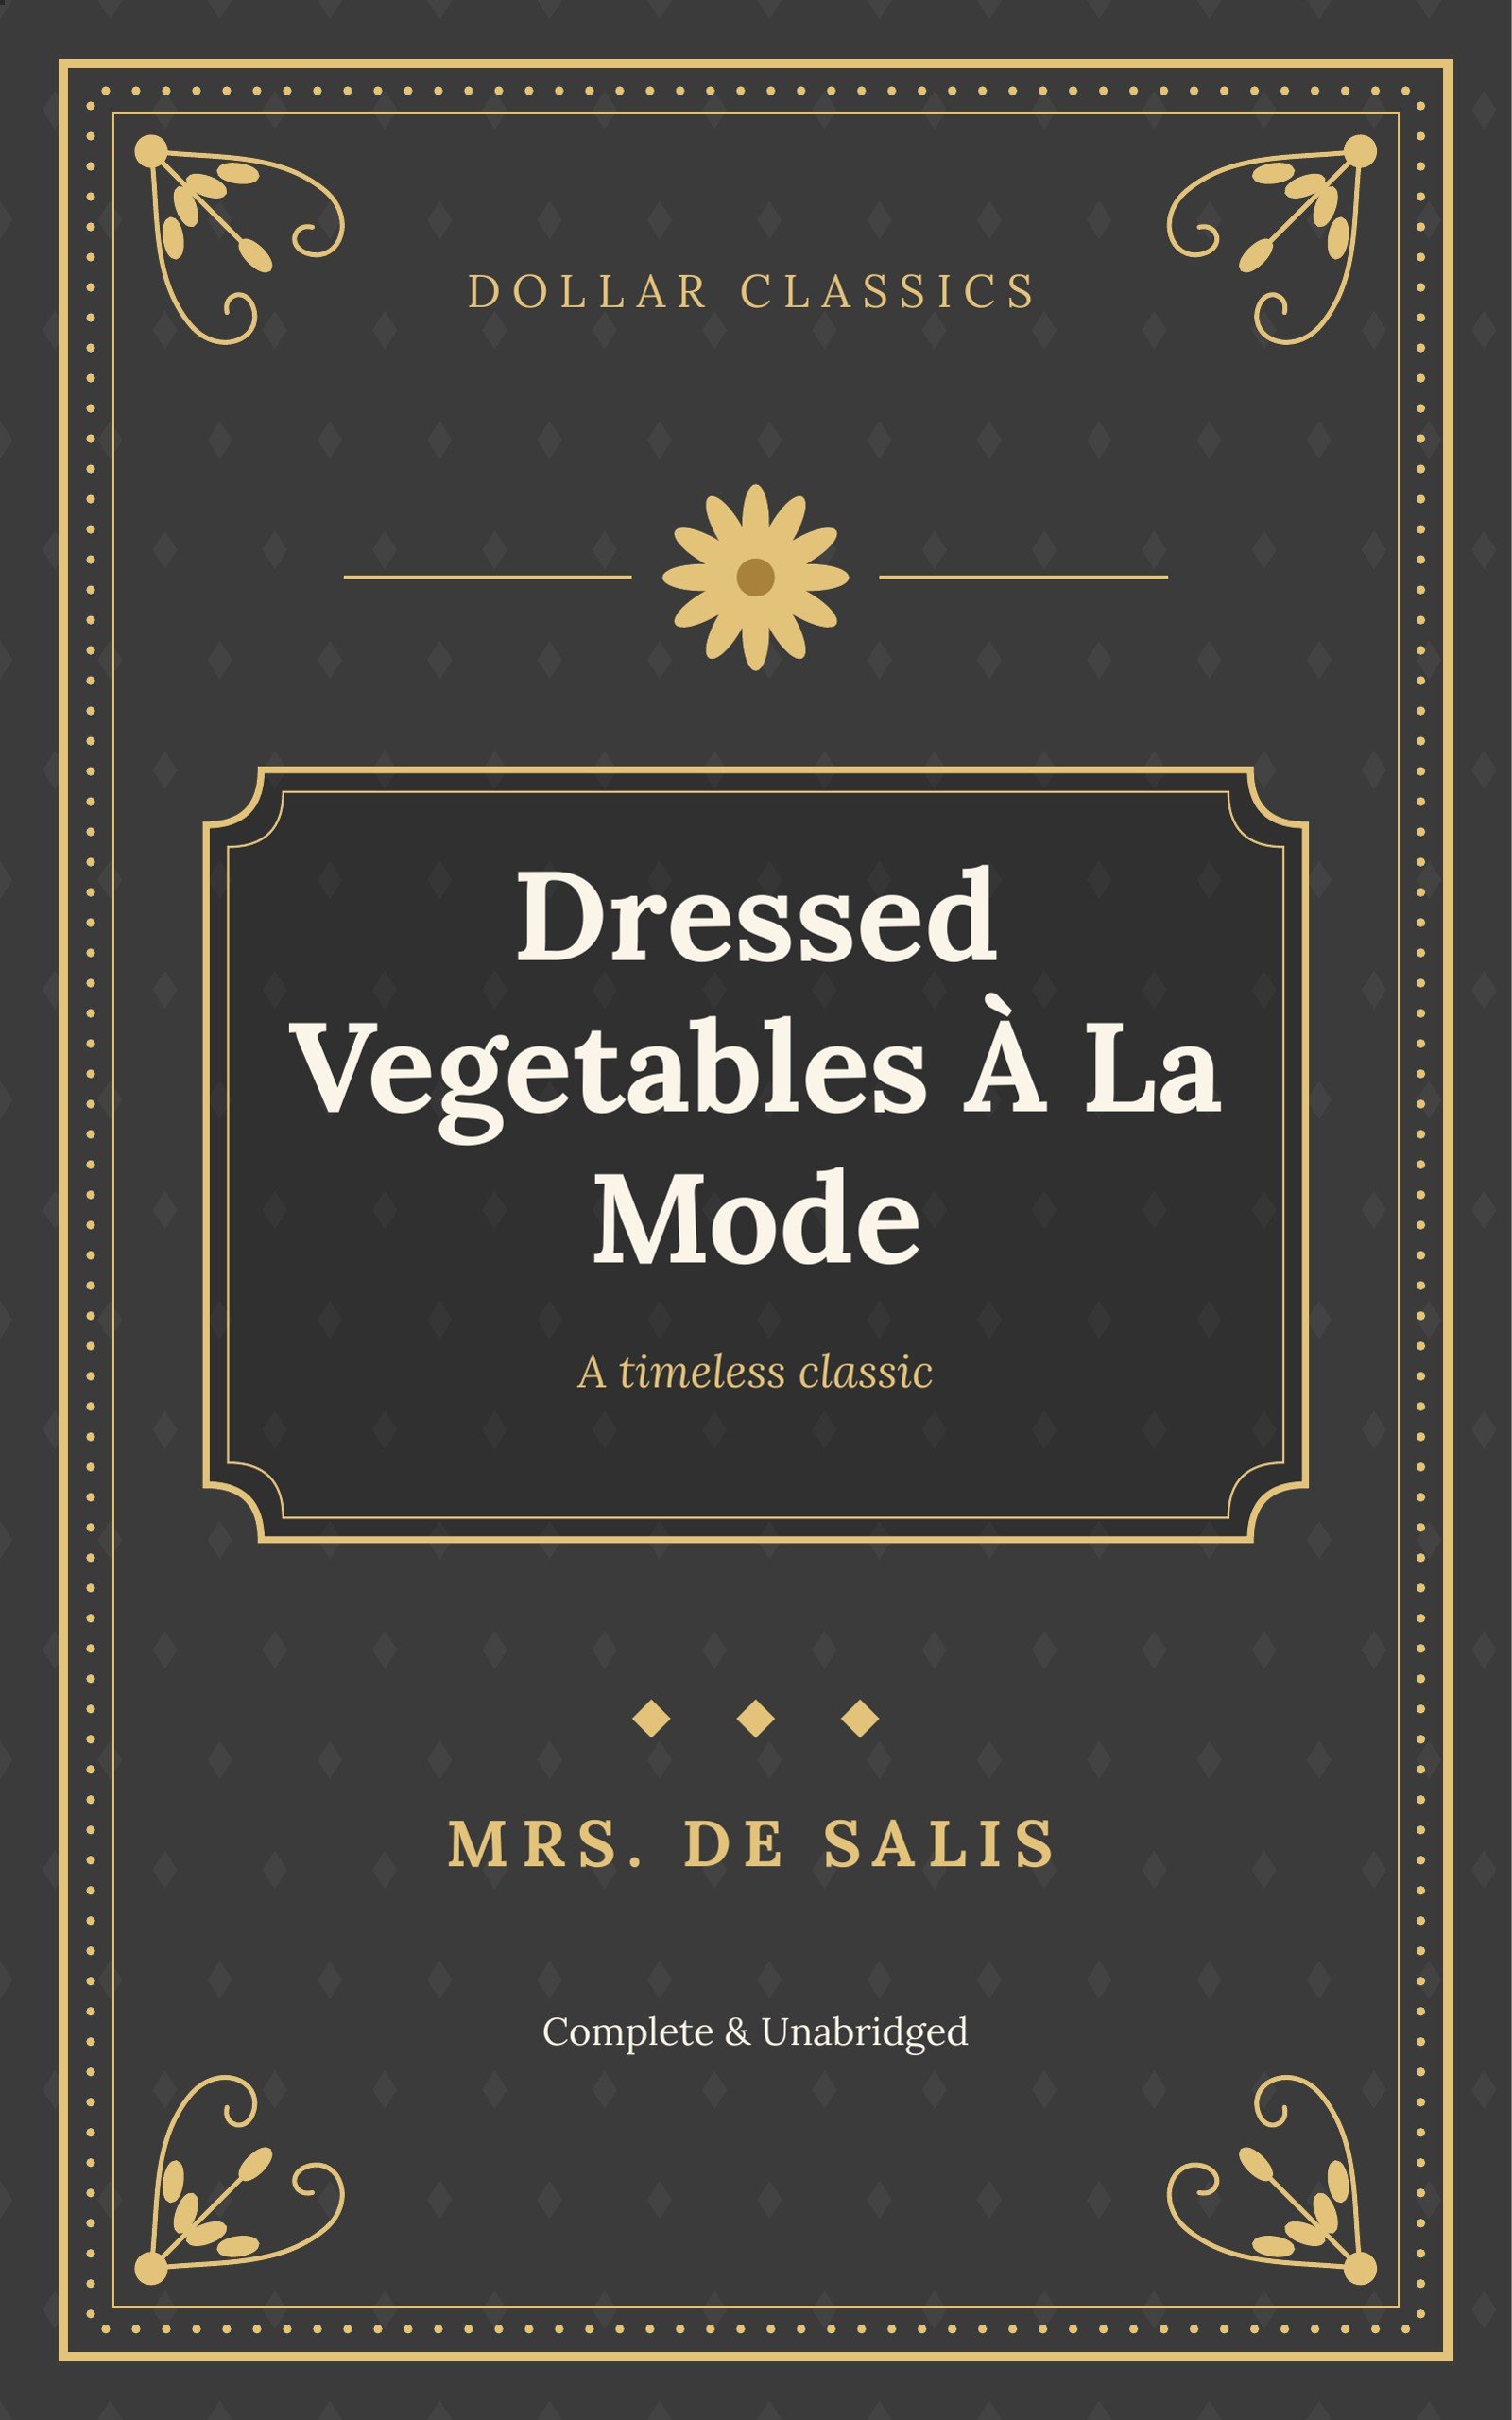 DOLLAR CLASSICS
Dressed
Vegetables À La
Mode
A timeless classic
MRS. DE SALIS
Complete & Unabridged